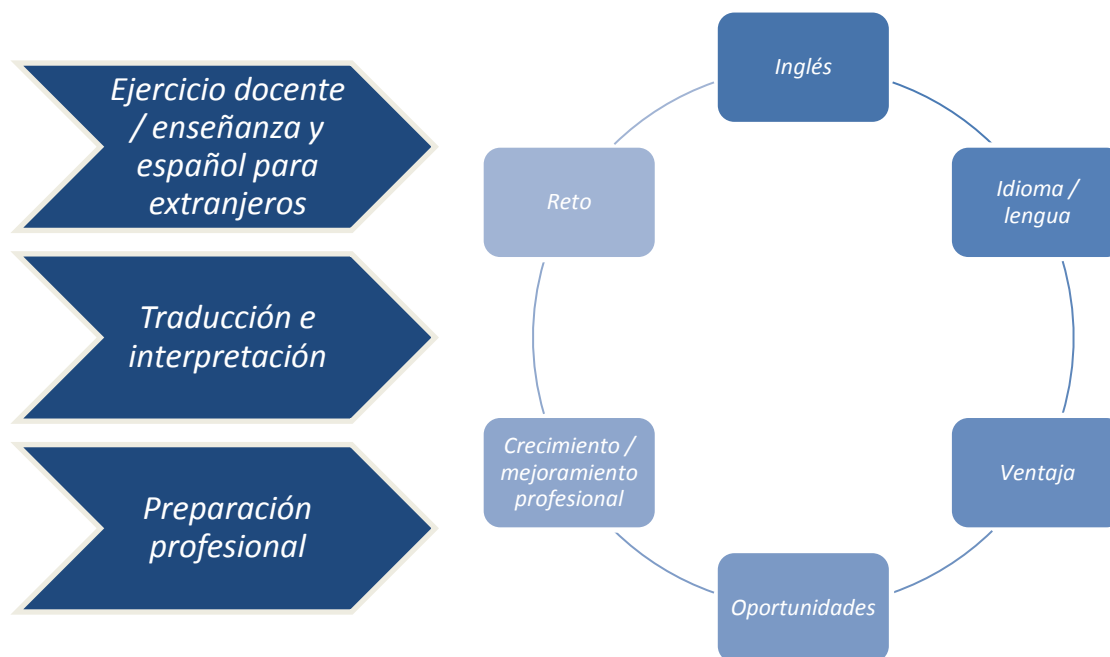 Ejercicio docente
/ enseñanza y
español para
extranjeros
Traducción e
interpretación
Preparación
profesional
Inglés
Idioma /
lengua
Ventaja
Oportunidades
Crecimiento /
mejoramiento
profesional
Reto